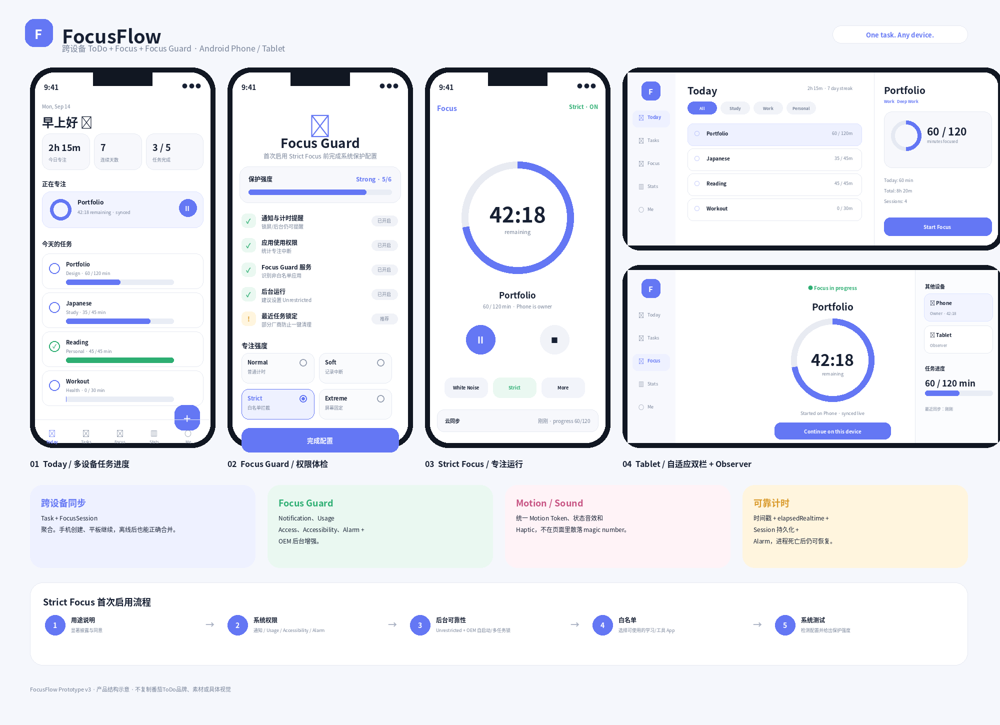 F
FocusFlow
跨设备 ToDo + Focus + Focus Guard · Android Phone / Tablet
One task. Any device.
9:41
Mon, Sep 14
早上好
2h 15m
今日专注
7
连续天数
3 / 5
任务完成
正在专注
Portfolio
42:18 remaining · synced
今天的任务
Portfolio
Design · 60 / 120 min
Japanese
Study · 35 / 45 min
Reading
Personal · 45 / 45 min
Workout
Health · 0 / 30 min
+
Today
Tasks
Focus
Stats
Me
01 Today / 多设备任务进度
9:41
Focus Guard
首次启用 Strict Focus 前完成系统保护配置
保护强度
Strong · 5/6
通知与计时提醒
锁屏/后台仍可提醒
已开启
应用使用权限
统计专注中断
已开启
Focus Guard 服务
识别非白名单应用
已开启
后台运行
建议设置 Unrestricted
已开启
!
最近任务锁定
部分厂商防止一键清理
推荐
专注强度
Normal
普通计时
Soft
记录中断
Strict
白名单拦截
Extreme
屏幕固定
完成配置
02 Focus Guard / 权限体检
9:41
Focus
Strict · ON
42:18
remaining
Portfolio
60 / 120 min · Phone is owner
White Noise
Strict
More
云同步
刚刚 · progress 60/120
03 Strict Focus / 专注运行
F
Today
Tasks
Focus
Stats
Me
Today
2h 15m · 7 day streak
All
Study
Work
Personal
Portfolio
60 / 120m
Japanese
35 / 45m
Reading
45 / 45m
Workout
0 / 30m
Portfolio
Work Deep Work
60 / 120
minutes focused
Today: 60 min
Total: 8h 20m
Sessions: 4
Start Focus
F
Today
Tasks
Focus
Stats
Me
Focus in progress
Portfolio
42:18
remaining
Started on Phone · synced live
Continue on this device
其他设备
Phone
Owner · 42:18
Tablet
Observer
任务进度
60 / 120 min
最近同步：刚刚
04 Tablet / 自适应双栏 + Observer
跨设备同步
Task + FocusSession
聚合。手机创建、平板继续，离线后也能正确合并。
Focus Guard
Notification、Usage
Access、Accessibility、Alarm +
OEM 后台增强。
Motion / Sound
统一 Motion Token、状态音效和
Haptic，不在页面里散落 magic number。
可靠计时
时间戳 + elapsedRealtime +
Session 持久化 +
Alarm，进程死亡后仍可恢复。
Strict Focus 首次启用流程
1
用途说明
显著披露与同意
→
2
系统权限
通知 / Usage / Accessibility / Alarm
→
3
后台可靠性
Unrestricted + OEM 自启动/多任务锁
→
4
白名单
选择可使用的学习/工具 App
→
5
系统测试
检测配置并给出保护强度
FocusFlow Prototype v3 · 产品结构示意 · 不复制番茄ToDo品牌、素材或具体视觉